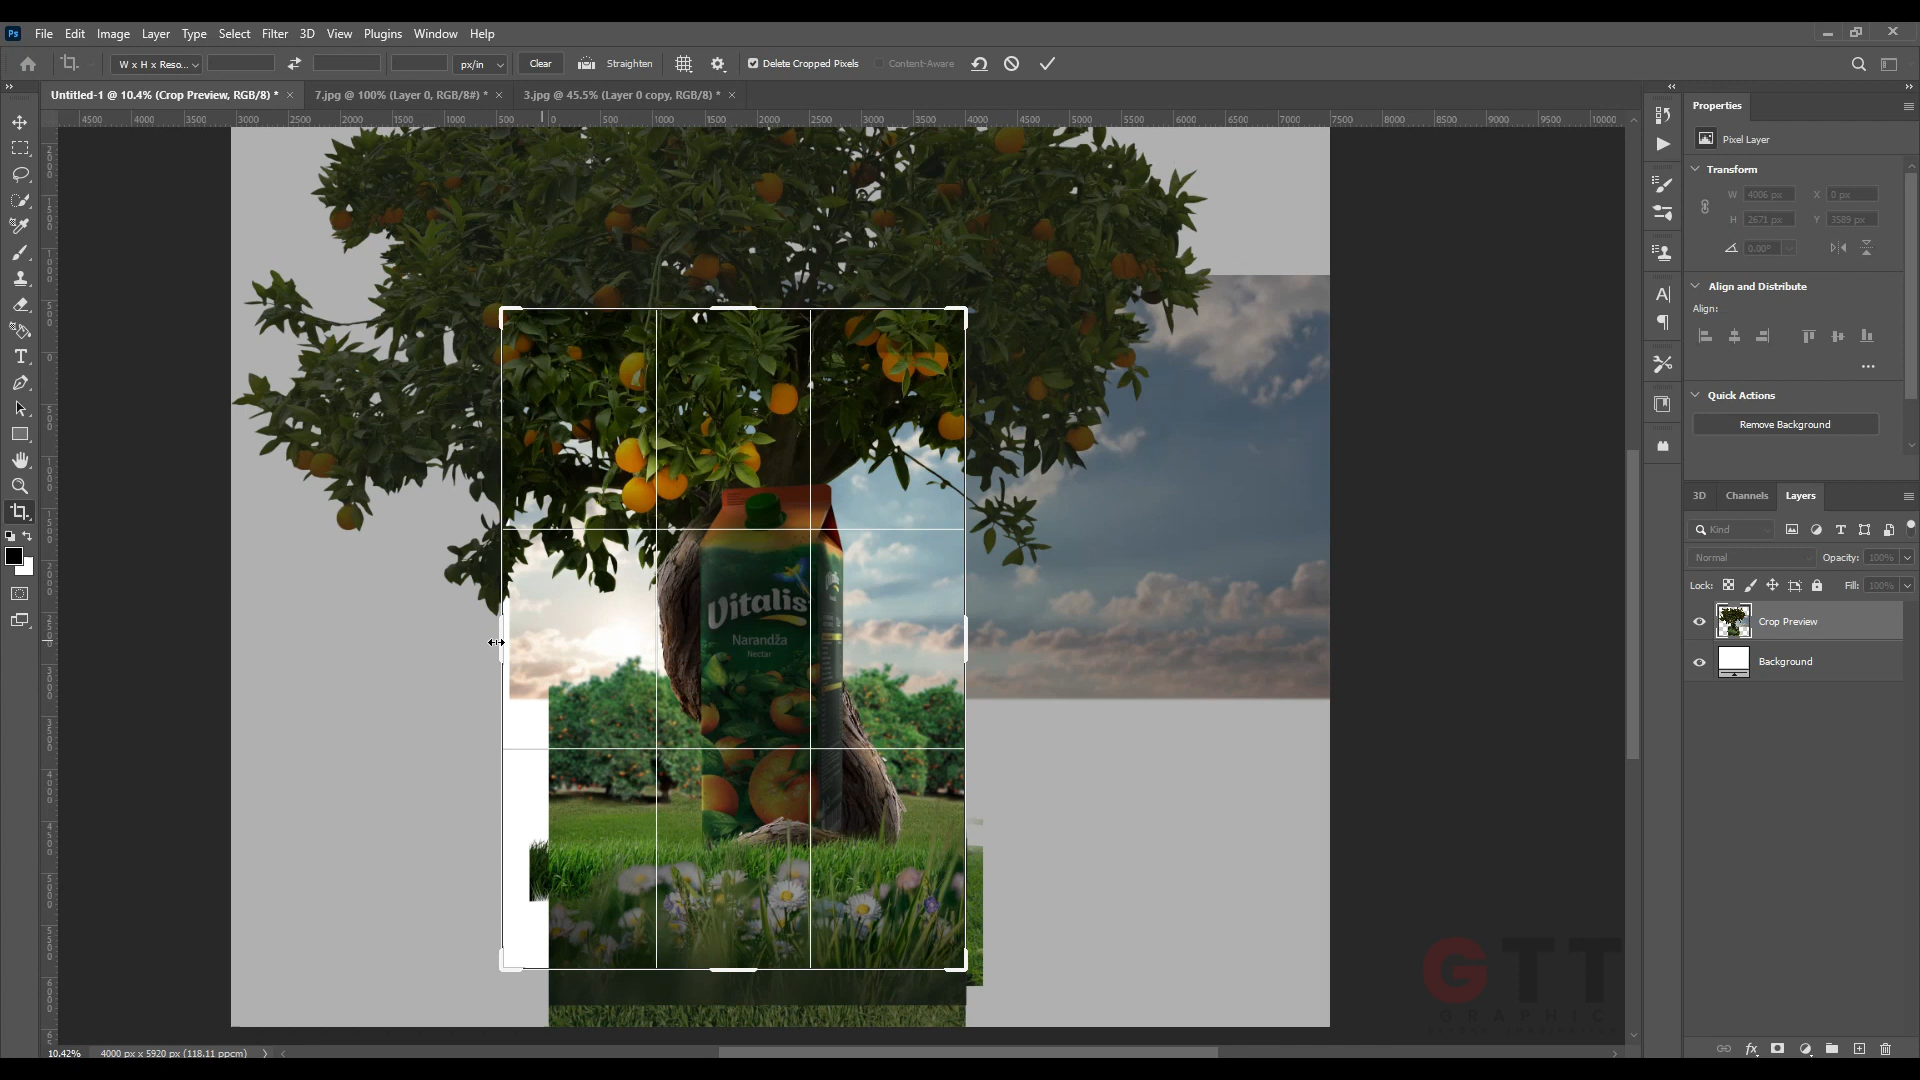 Ps File Edit Image Layer Type Select Filter 3D View Plugins Window Help
W x H x Reso... px/in Clear Straighten Delete Cropped Pixels Content-Aware
Untitled-1 @ 10.4% (Crop Preview, RGB/8) * × 7.jpg @ 100% (Layer 0, RGB/8#) * × 3.jpg @ 45.5% (Layer 0 copy, RGB/8) * ×
4500 4000 3500 3000 2500 2000 1500 1000 500 0 500 1000 1500 2000 2500 3000 3500 4000 4500 5000 5500 6000 6500 7000 7500 8000 8500 9000 9500 10000
Properties
Pixel Layer
Transform
W 4006 px X 0 px
H 2671 px Y 3589 px
0.00°
Align and Distribute
Align:
Quick Actions
Remove Background
3D Channels Layers
Kind
Normal Opacity: 100%
Lock: Fill: 100%
Crop Preview
Background
Vitalis
Narandža
Nectar
GTT
GRAPHIC
10.42% 4000 px x 5920 px (118.11 ppcm)